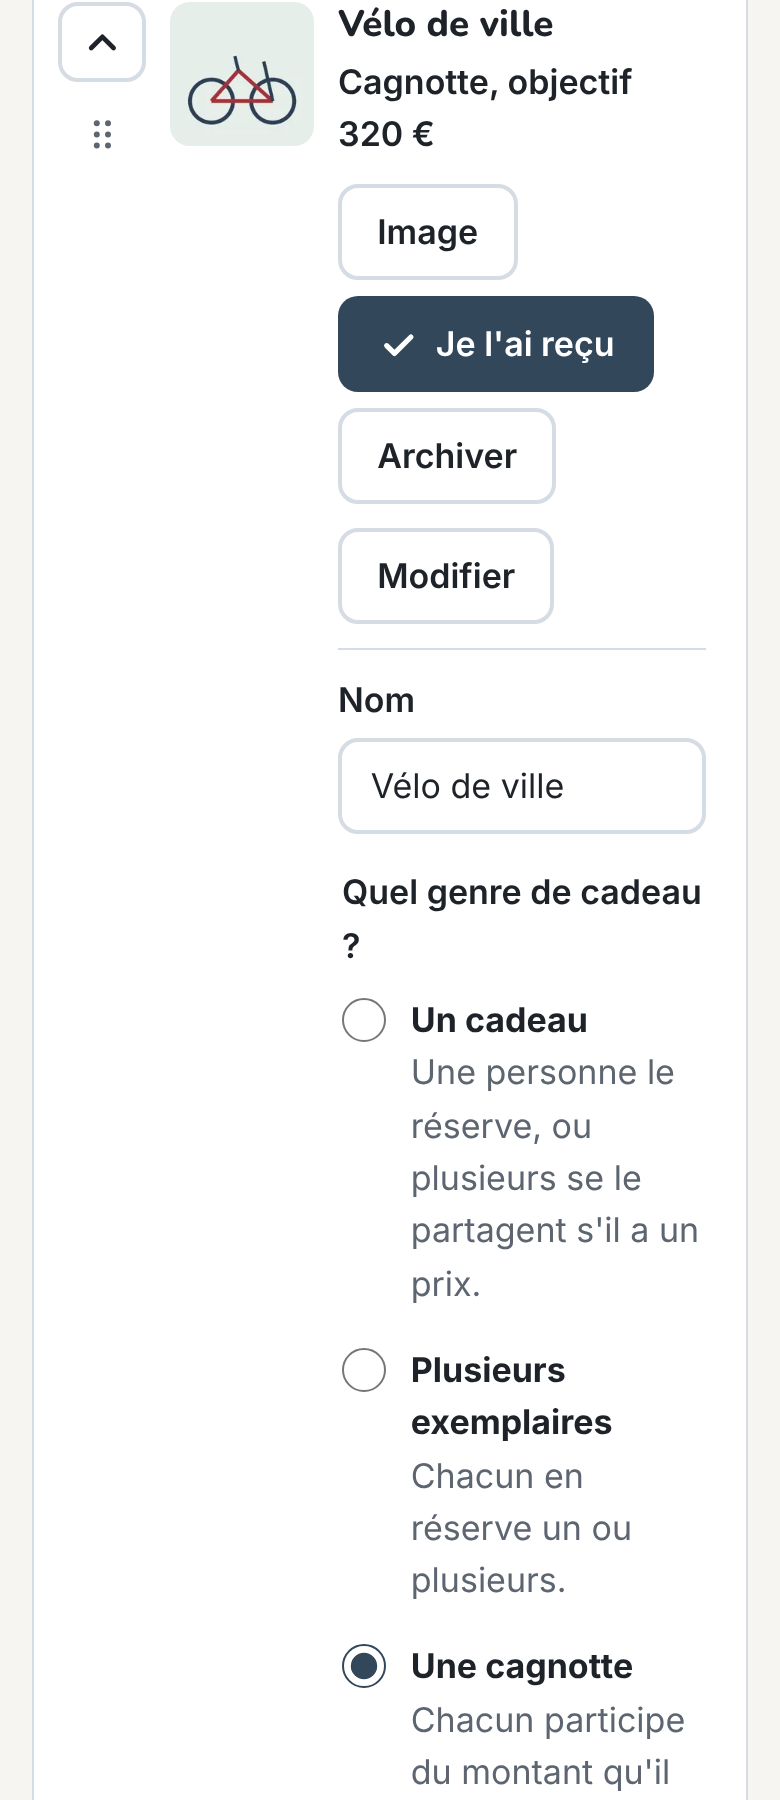 Vélo de ville
Cagnotte, objectif
320 €
Image
Je l'ai reçu
Archiver
Modifier
Nom
Vélo de ville
Quel genre de cadeau
?
Un cadeau
Une personne le
réserve, ou
plusieurs se le
partagent s'il a un
prix.
Plusieurs
exemplaires
Chacun en
réserve un ou
plusieurs.
Une cagnotte
Chacun participe
du montant qu'il